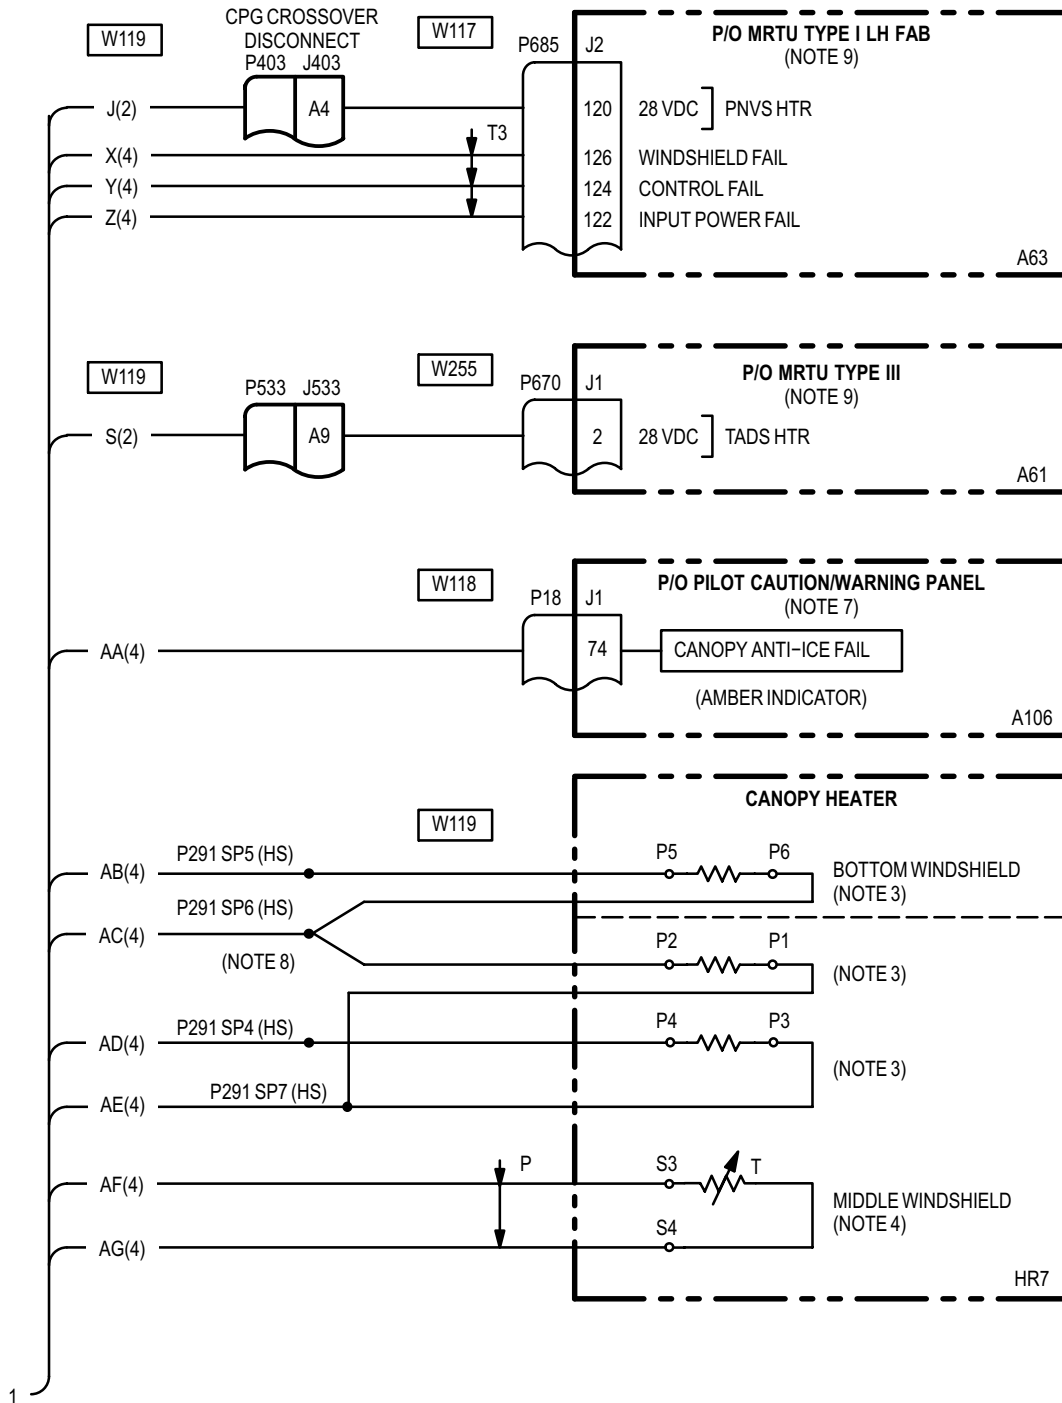 CPG CROSSOVER
DISCONNECT
W119
W117
P403 J403
P685 J2
P/O MRTU TYPE I LH FAB
(NOTE 9)
J(2)
A4
120
28 VDC
PNVS HTR
T3
X(4)
126
WINDSHIELD FAIL
Y(4)
124
CONTROL FAIL
Z(4)
122
INPUT POWER FAIL
A63
W119
W255
P533 J533
P670 J1
P/O MRTU TYPE III
(NOTE 9)
S(2)
A9
2
28 VDC
TADS HTR
A61
W118
P18 J1
P/O PILOT CAUTION/WARNING PANEL
(NOTE 7)
AA(4)
74
CANOPY ANTI−ICE FAIL
(AMBER INDICATOR)
A106
CANOPY HEATER
W119
P291 SP5 (HS)
AB(4)
P5
P6
BOTTOM WINDSHIELD
(NOTE 3)
P291 SP6 (HS)
AC(4)
(NOTE 8)
P2
P1
(NOTE 3)
P291 SP4 (HS)
AD(4)
P4
P3
(NOTE 3)
P291 SP7 (HS)
AE(4)
P
S3
T
AF(4)
MIDDLE WINDSHIELD
(NOTE 4)
S4
AG(4)
HR7
1